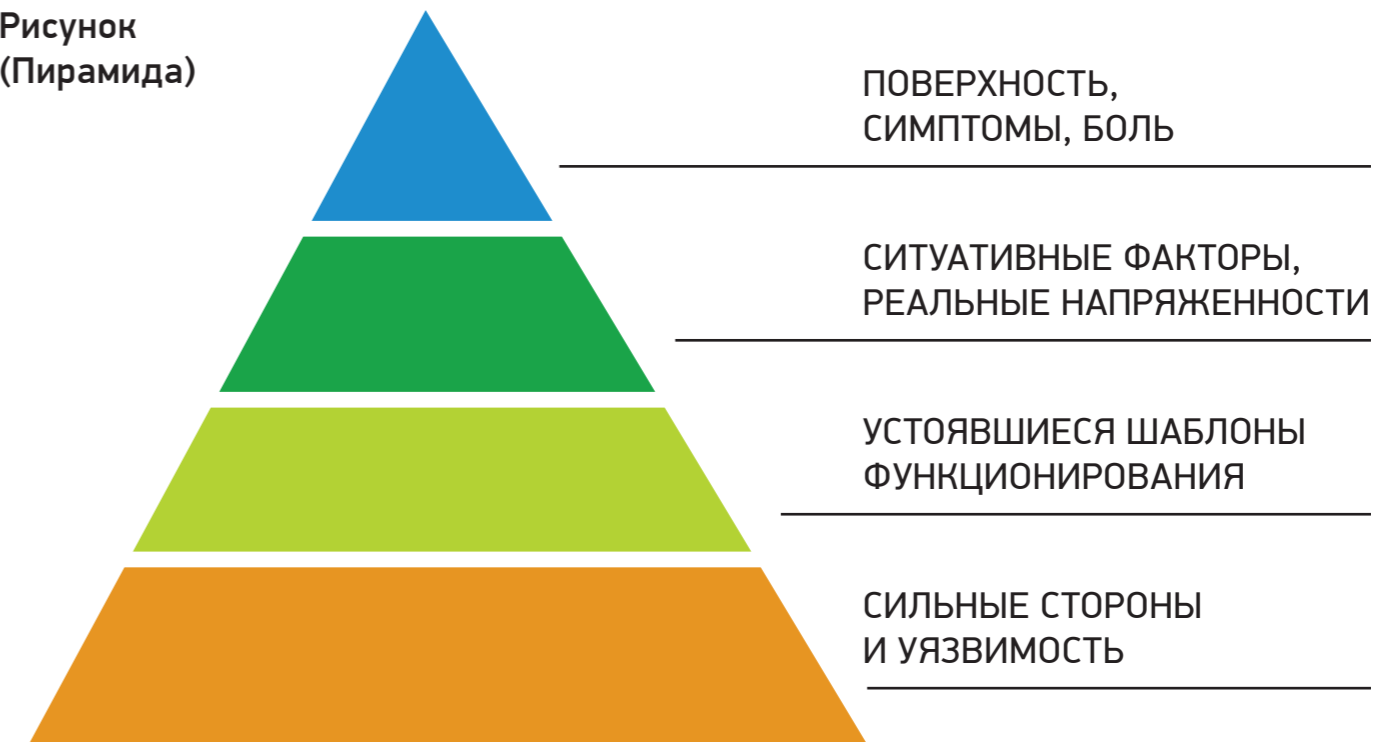 Рисунок
(Пирамида)
ПОВЕРХНОСТЬ,
СИМПТОМЫ, БОЛЬ
СИТУАТИВНЫЕ ФАКТОРЫ,
РЕАЛЬНЫЕ НАПРЯЖЕННОСТИ
УСТОЯВШИЕСЯ ШАБЛОНЫ
ФУНКЦИОНИРОВАНИЯ
СИЛЬНЫЕ СТОРОНЫ
И УЯЗВИМОСТЬ